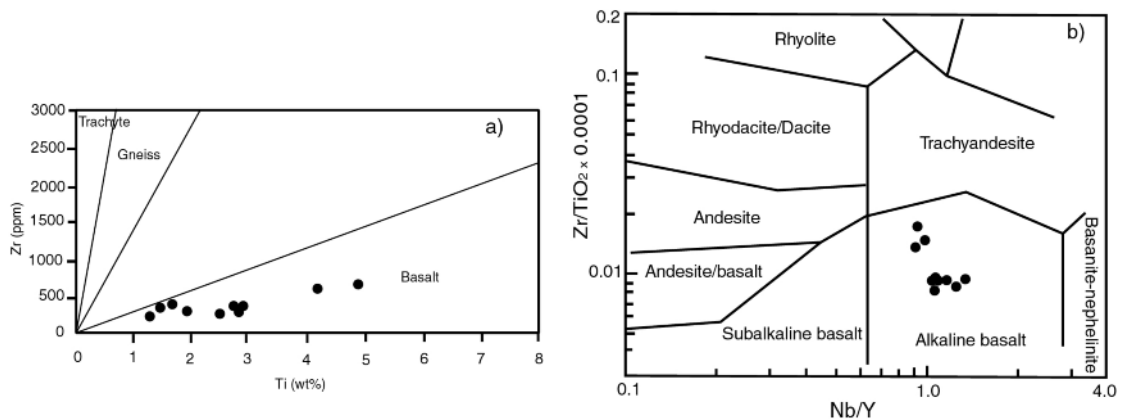 3000
2500
2000
1500
1000
500
0
Zr (ppm)
Trachyte
Gneiss
a)
Basalt
0 1 2 3 4 5 6 7 8
Ti (wt%)
0.2
0.1
0.01
Zr/TiO₂ x 0.0001
b)
Rhyolite
Rhyodacite/Dacite
Trachyandesite
Andesite
Andesite/basalt
Subalkaline basalt
Alkaline basalt
Basanite-nephelinite
0.1 1.0 4.0
Nb/Y